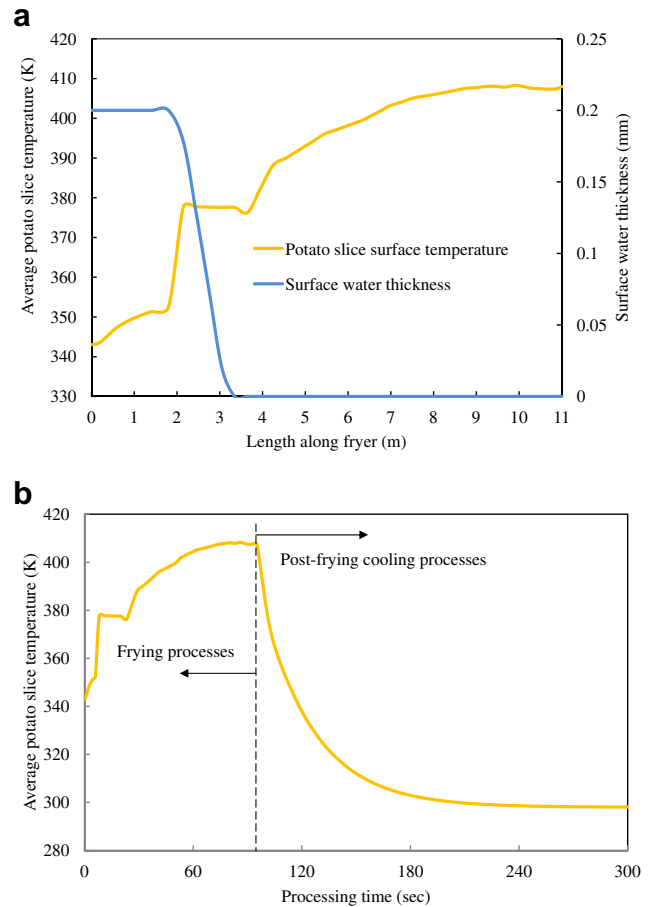 a
Average potato slice temperature (K)
420
410
400
390
380
370
360
350
340
330
0.25
0.2
0.15
0.1
0.05
0
Surface water thickness (mm)
Potato slice surface temperature
Surface water thickness
0 1 2 3 4 5 6 7 8 9 10 11
Length along fryer (m)
b
Average potato slice temperature (K)
420
400
380
360
340
320
300
280
Post-frying cooling processes
Frying processes
0 60 120 180 240 300
Processing time (sec)